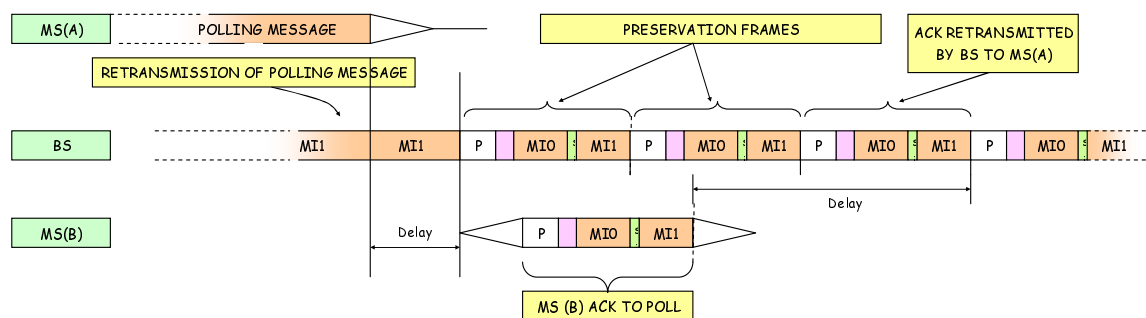 MS(A)
POLLING MESSAGE
PRESERVATION FRAMES
ACK RETRANSMITTED
BY BS TO MS(A)
RETRANSMISSION OF POLLING MESSAGE
BS
MI1 MI1 P MI0 S MI1 P MI0 S MI1 P MI0 S MI1 P MI0 S MI1
Delay
MS(B)
Delay
P MI0 S MI1
MS (B) ACK TO POLL